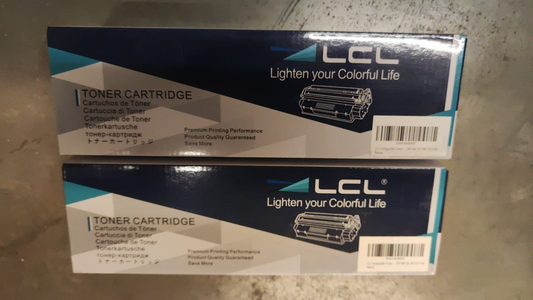 LCL
Lighten your Colorful Life
TONER CARTRIDGE
Cartuchos de Tóner
Cartuccia di Toner
Cartouche de Toner
Tonerkartusche
тонер-картридж
トナーカートリッジ
Premium Printing Performance
Product Quality Guaranteed
Save More
LCL®
Lighten your Colorful Life
TONER CARTRIDGE
Cartuchos de Tóner
Cartuccia di Toner
Cartouche de Toner
Tonerkartusche
тонер-картридж
トナーカートリッジ
Premium Printing Performance
Product Quality Guaranteed
Save More